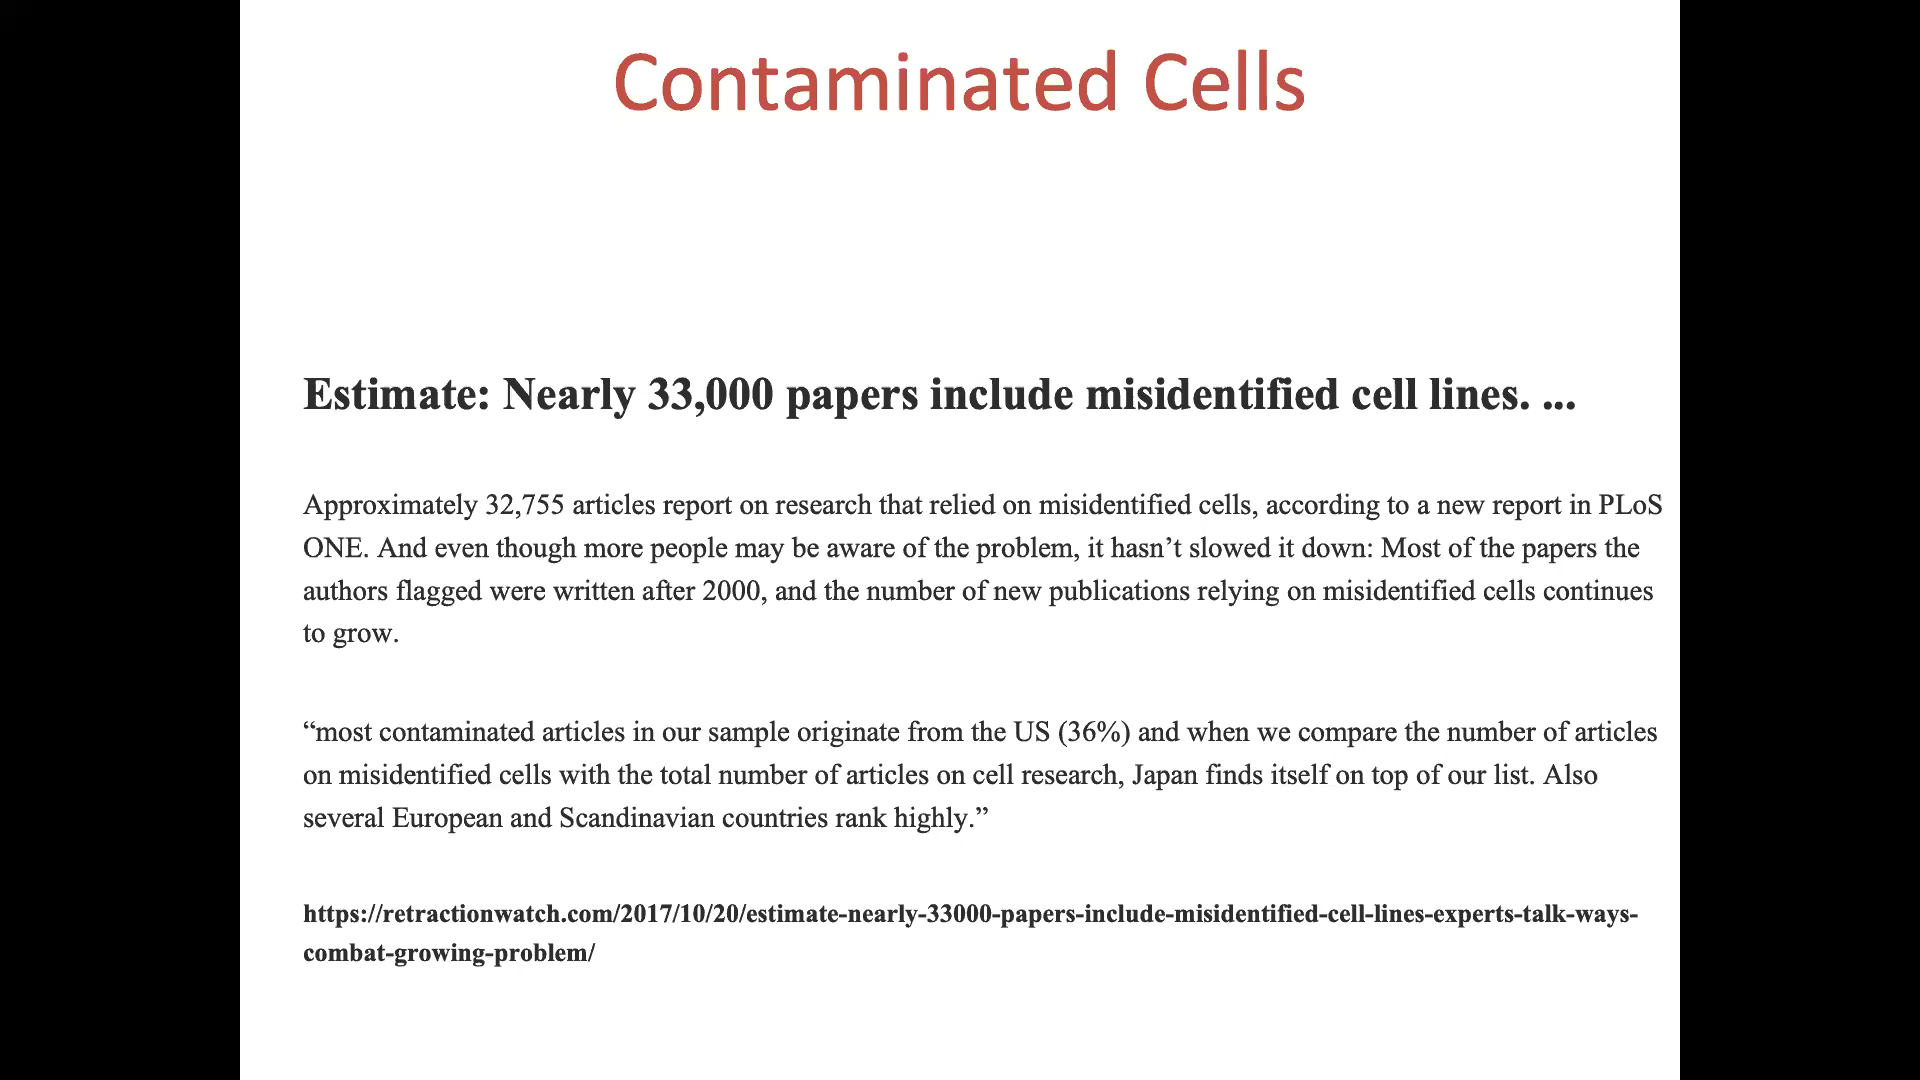 Contaminated Cells
Estimate: Nearly 33,000 papers include misidentified cell lines. ...
Approximately 32,755 articles report on research that relied on misidentified cells, according to a new report in PLoS
ONE. And even though more people may be aware of the problem, it hasn’t slowed it down: Most of the papers the
authors flagged were written after 2000, and the number of new publications relying on misidentified cells continues
to grow.
“most contaminated articles in our sample originate from the US (36%) and when we compare the number of articles
on misidentified cells with the total number of articles on cell research, Japan finds itself on top of our list. Also
several European and Scandinavian countries rank highly.”
https://retractionwatch.com/2017/10/20/estimate-nearly-33000-papers-include-misidentified-cell-lines-experts-talk-ways-
combat-growing-problem/